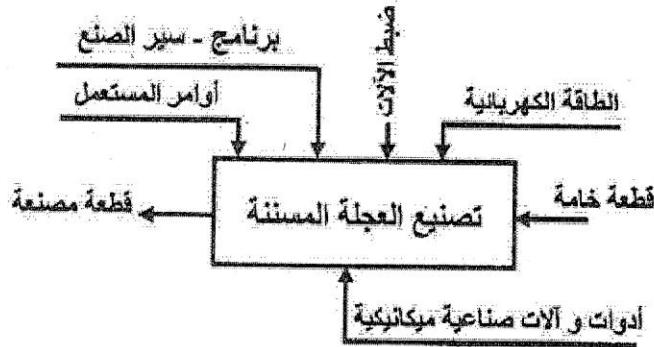 برنامج - سير الصنع
ضبط الآلات
أوامر المستعمل
الطاقة الكهربائية
قطعة خامة
تصنيع العجلة المسننة
قطعة مصنعة
أدوات و آلات صناعية ميكانيكية